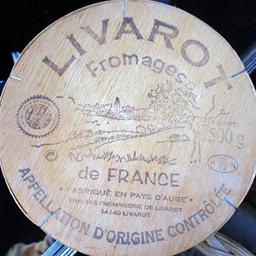 LIVAROT
Fromages
500 g
de FRANCE
FABRIQUÉ EN PAYS D'AUGE
FROMAGERIE DE LIVAROT
14140 LIVAROT
APPELLATION D'ORIGINE CONTRÔLÉE